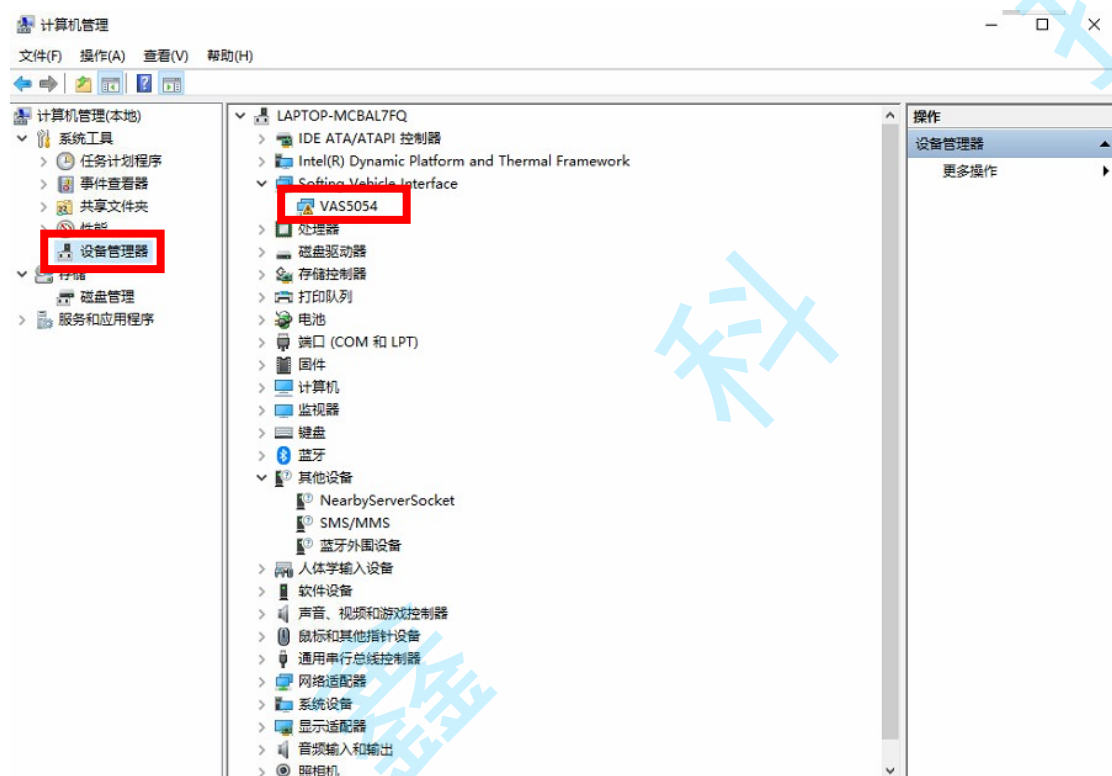 计算机管理
文件(F) 操作(A) 查看(V) 帮助(H)
计算机管理(本地)
系统工具
任务计划程序
事件查看器
共享文件夹
性能
设备管理器
存储
磁盘管理
服务和应用程序
LAPTOP-MCBAL7FQ
IDE ATA/ATAPI 控制器
Intel(R) Dynamic Platform and Thermal Framework
Softing Vehicle Interface
VAS5054
处理器
磁盘驱动器
存储控制器
打印队列
电池
端口 (COM 和 LPT)
固件
计算机
监视器
键盘
蓝牙
其他设备
NearbyServerSocket
SMS/MMS
蓝牙外围设备
人体学输入设备
软件设备
声音、视频和游戏控制器
鼠标和其他指针设备
通用串行总线控制器
网络适配器
系统设备
显示适配器
音频输入和输出
照相机
操作
设备管理器
更多操作
科
鑫